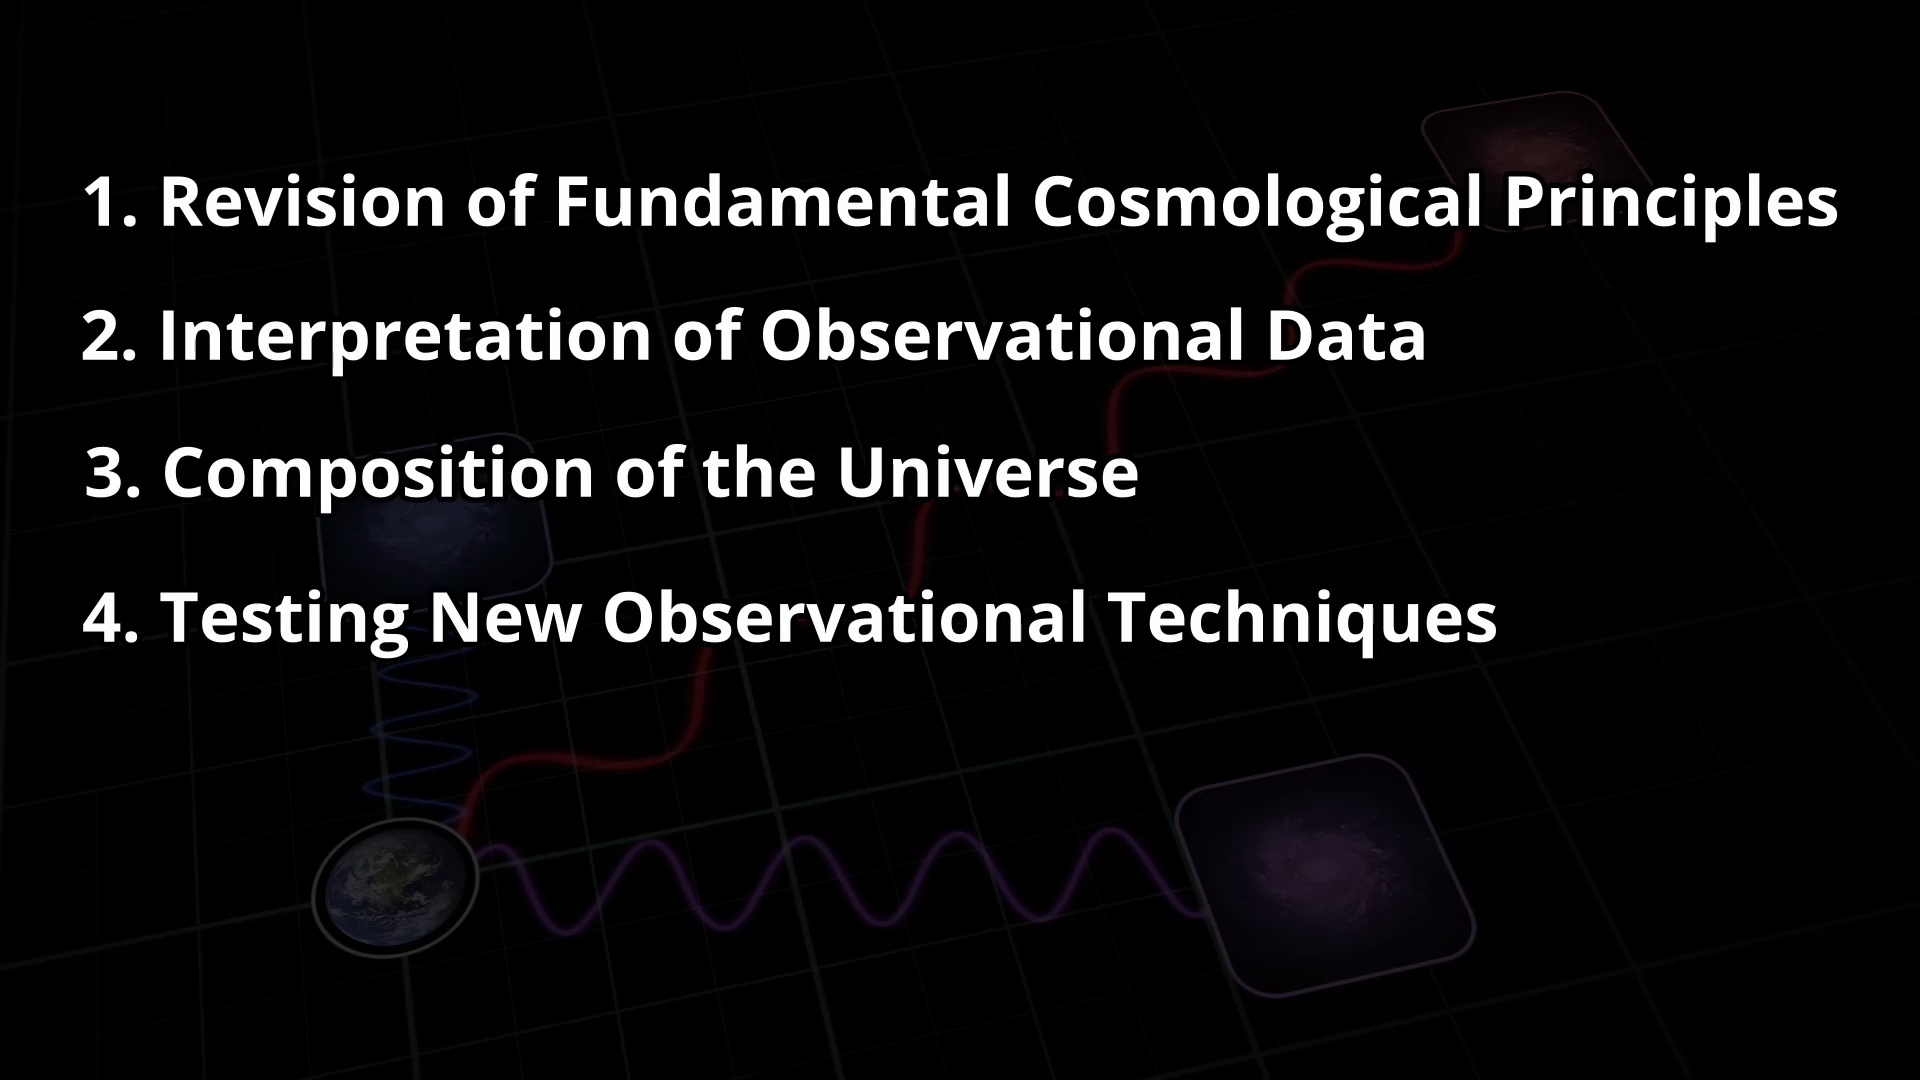 1. Revision of Fundamental Cosmological Principles
2. Interpretation of Observational Data
3. Composition of the Universe
4. Testing New Observational Techniques